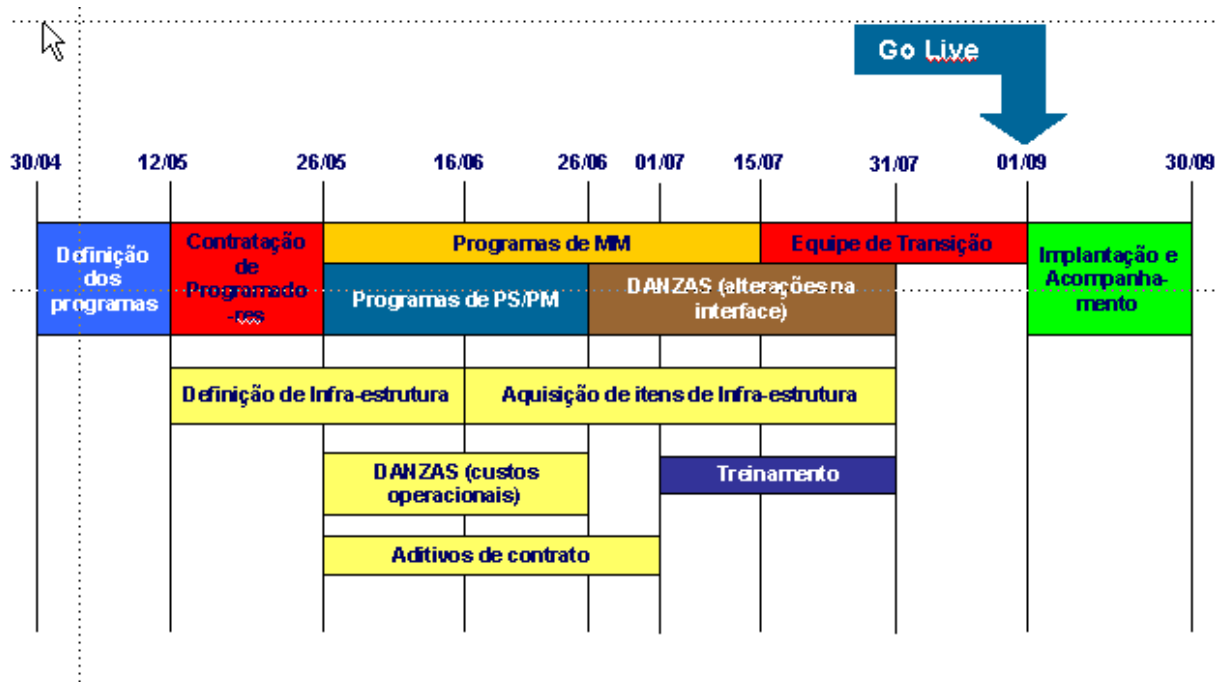 Go Live
30/04 12/05 26/05 16/06 26/06 01/07 15/07 31/07 01/09 30/09
Definição
dos
programas
Contratação
de
Programado
-res
Programas de MM
Equipe de Transição
Implantação e
Acompanha-
mento
Programas de PS/PM
DANZAS (alterações na
interface)
Definição de Infra-estrutura
Aquisição de itens de Infra-estrutura
DANZAS (custos
operacionais)
Treinamento
Aditivos de contrato